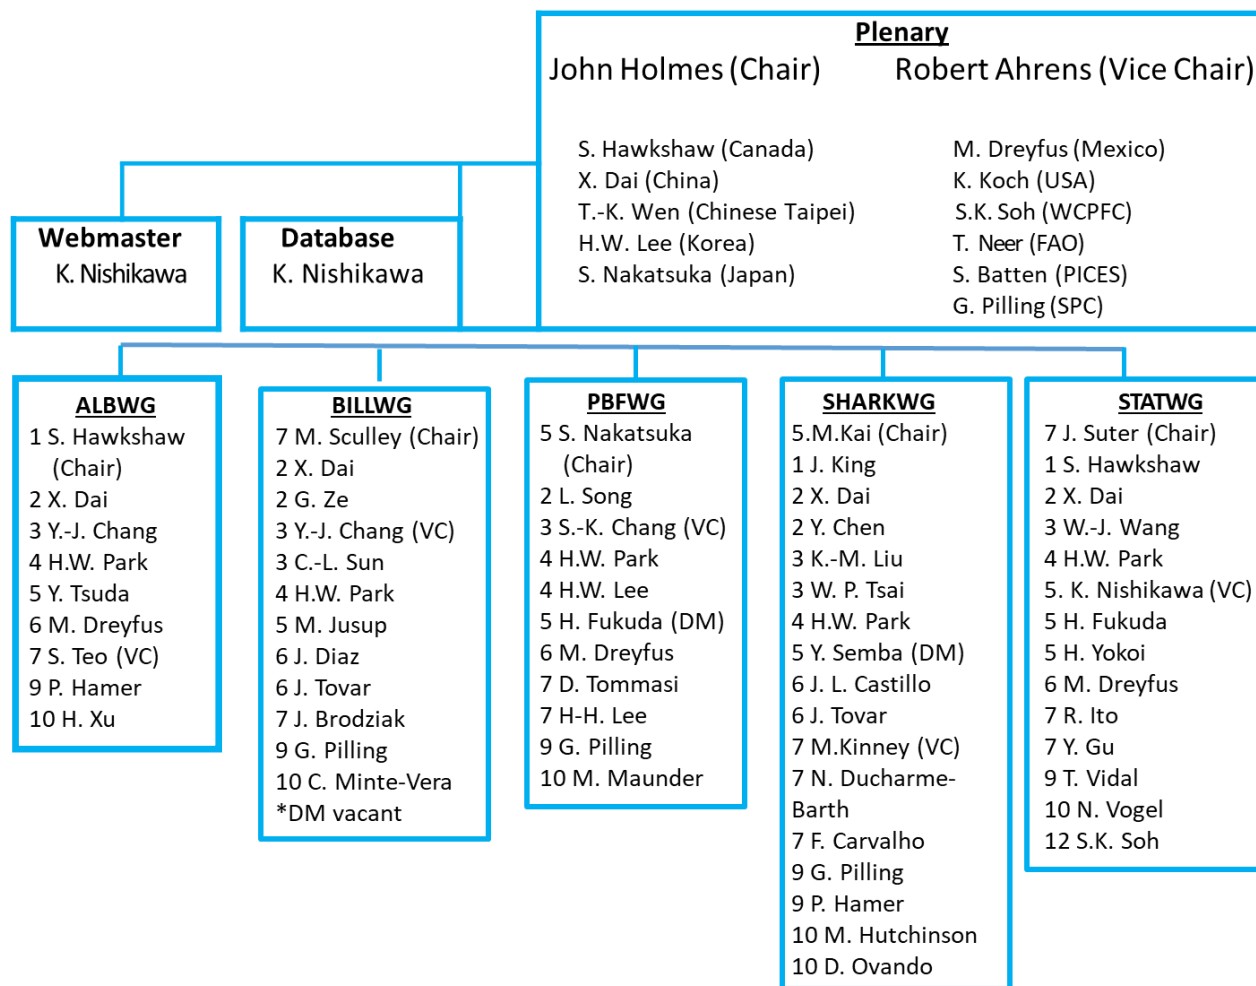 Plenary
John Holmes (Chair)
Robert Ahrens (Vice Chair)
S. Hawkshaw (Canada)
X. Dai (China)
T.-K. Wen (Chinese Taipei)
H.W. Lee (Korea)
S. Nakatsuka (Japan)
M. Dreyfus (Mexico)
K. Koch (USA)
S.K. Soh (WCPFC)
T. Neer (FAO)
S. Batten (PICES)
G. Pilling (SPC)
Webmaster
K. Nishikawa
Database
K. Nishikawa
ALBWG
1 S. Hawkshaw
(Chair)
2 X. Dai
3 Y.-J. Chang
4 H.W. Park
5 Y. Tsuda
6 M. Dreyfus
7 S. Teo (VC)
9 P. Hamer
10 H. Xu
BILLWG
7 M. Sculley (Chair)
2 X. Dai
2 G. Ze
3 Y.-J. Chang (VC)
3 C.-L. Sun
4 H.W. Park
5 M. Jusup
6 J. Diaz
6 J. Tovar
7 J. Brodziak
9 G. Pilling
10 C. Minte-Vera
*DM vacant
PBFWG
5 S. Nakatsuka
(Chair)
2 L. Song
3 S.-K. Chang (VC)
4 H.W. Park
4 H.W. Lee
5 H. Fukuda (DM)
6 M. Dreyfus
7 D. Tommasi
7 H-H. Lee
9 G. Pilling
10 M. Maunder
SHARKWG
5.M.Kai (Chair)
1 J. King
2 X. Dai
2 Y. Chen
3 K.-M. Liu
3 W. P. Tsai
4 H.W. Park
5 Y. Semba (DM)
6 J. L. Castillo
6 J. Tovar
7 M.Kinney (VC)
7 N. Ducharme-
Barth
7 F. Carvalho
9 G. Pilling
9 P. Hamer
10 M. Hutchinson
10 D. Ovando
STATWG
7 J. Suter (Chair)
1 S. Hawkshaw
2 X. Dai
3 W.-J. Wang
4 H.W. Park
5. K. Nishikawa (VC)
5 H. Fukuda
5 H. Yokoi
6 M. Dreyfus
7 R. Ito
7 Y. Gu
9 T. Vidal
10 N. Vogel
12 S.K. Soh